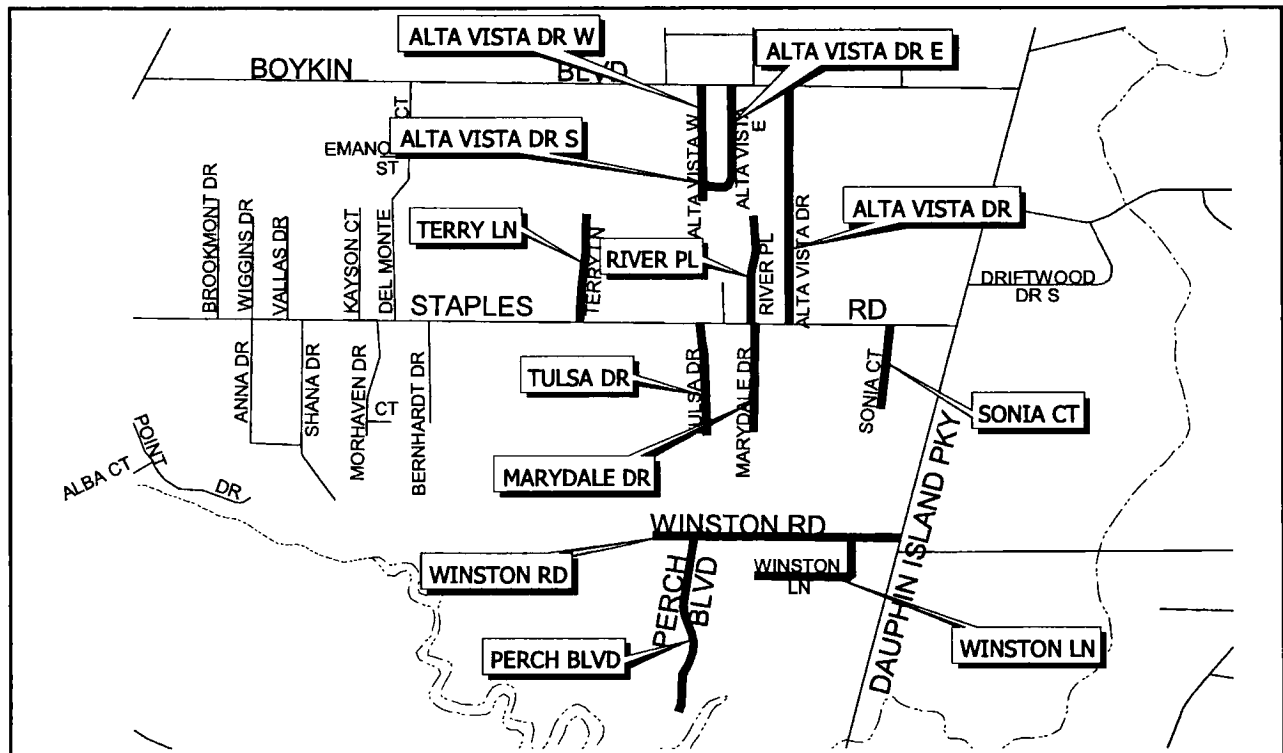 ALTA VISTA DR W
ALTA VISTA DR E
BOYKIN
BLVD
CT
ALTA VISTA DR S
EMANO
ST
ALTA VISTA W
ALTA VISTA
E
BROOKMONT DR
WIGGINS DR
VALLAS DR
KAYSON CT
DEL MONTE
TERRY LN
TERRY LN
RIVER PL
RIVER PL
ALTA VISTA DR
ALTA VISTA DR
DRIFTWOOD
DR S
STAPLES
RD
ANNA DR
SHANA DR
MORHAVEN DR
CT
BERNHARDT DR
TULSA DR
ULSA DR
MARYDALE DR
MARYDALE DR
SONIA CT
SONIA CT
POINT
DR
ALBA CT
WINSTON RD
WINSTON RD
PERCH
BLVD
PERCH BLVD
WINSTON
LN
WINSTON LN
DAUPHIN ISLAND PKY